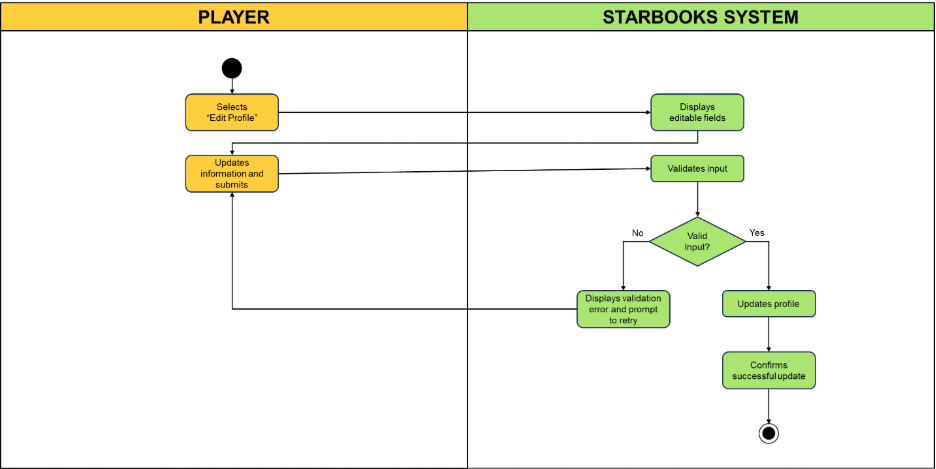 PLAYER
STARBOOKS SYSTEM
Selects
“Edit Profile”
Displays
editable fields
Updates
information and
submits
Validates input
No
Valid
Input?
Yes
Displays validation
error and prompt
to retry
Updates profile
Confirms
successful update